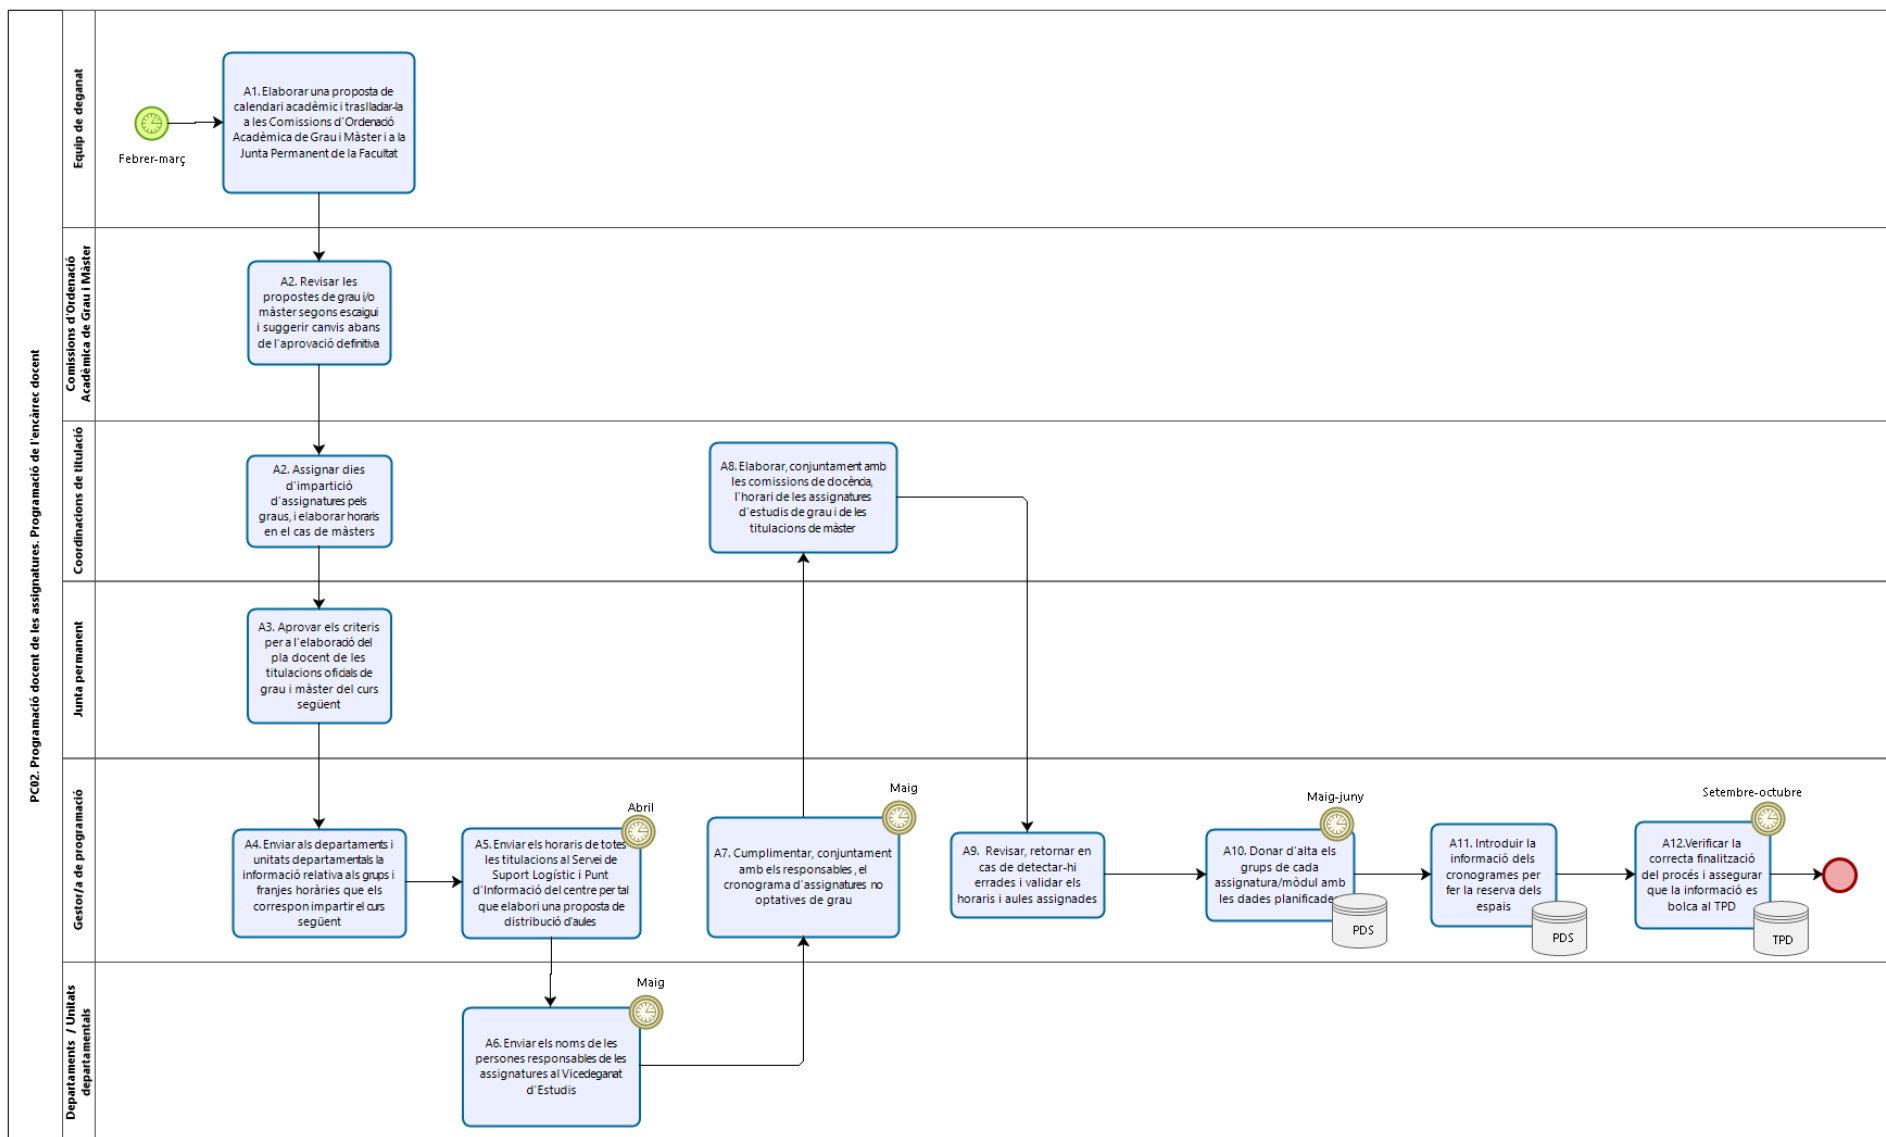 PC02. Programació docent de les assignatures. Programació de l'encàrrec docent
Equip de deganat
Febrer-març
A1. Elaborar una proposta de
calendari acadèmic i traslladar-la
a les Comissions d'Ordenació
Acadèmica de Grau i Màster i a la
Junta Permanent de la Facultat
Comissions d'Ordenació
Acadèmica de Grau i Màster
A2. Revisar les
propostes de grau i/o
màster segons escaigui
i suggerir canvis abans
de l'aprovació definitiva
Coordinacions de titulació
A2. Assignar dies
d'impartició
d'assignatures pels
graus, i elaborar horaris
en el cas de màsters
A8. Elaborar, conjuntament amb
les comissions de docència,
l'horari de les assignatures
d'estudis de grau i de les
titulacions de màster
Junta permanent
A3. Aprovar els criteris
per a l'elaboració del
pla docent de les
titulacions oficials de
grau i màster del curs
següent
Gestor/a de programació
A4. Enviar als departaments i
unitats departamentals la
informació relativa als grups i
franjes horàries que els
correspon impartir el curs
següent
Abril
A5. Enviar els horaris de totes
les titulacions al Servei de
Suport Logístic i Punt
d'Informació del centre per tal
que elabori una proposta de
distribució d'aules
Maig
A7. Cumplimentar, conjuntament
amb els responsables, el
cronograma d'assignatures no
optatives de grau
A9. Revisar, retornar en
cas de detectar-hi
errades i validar els
horaris i aules assignades
Maig-juny
A10. Donar d'alta els
grups de cada
assignatura/mòdul amb
les dades planificades
PDS
A11. Introduir la
informació dels
cronogrames per
fer la reserva dels
espais
PDS
Setembre-octubre
A12.Verificar la
correcta finalització
del procés i assegurar
que la informació es
bolca al TPD
TPD
Departaments / Unitats
departamentals
Maig
A6. Enviar els noms de les
persones responsables de les
assignatures al Vicedeganat
d'Estudis